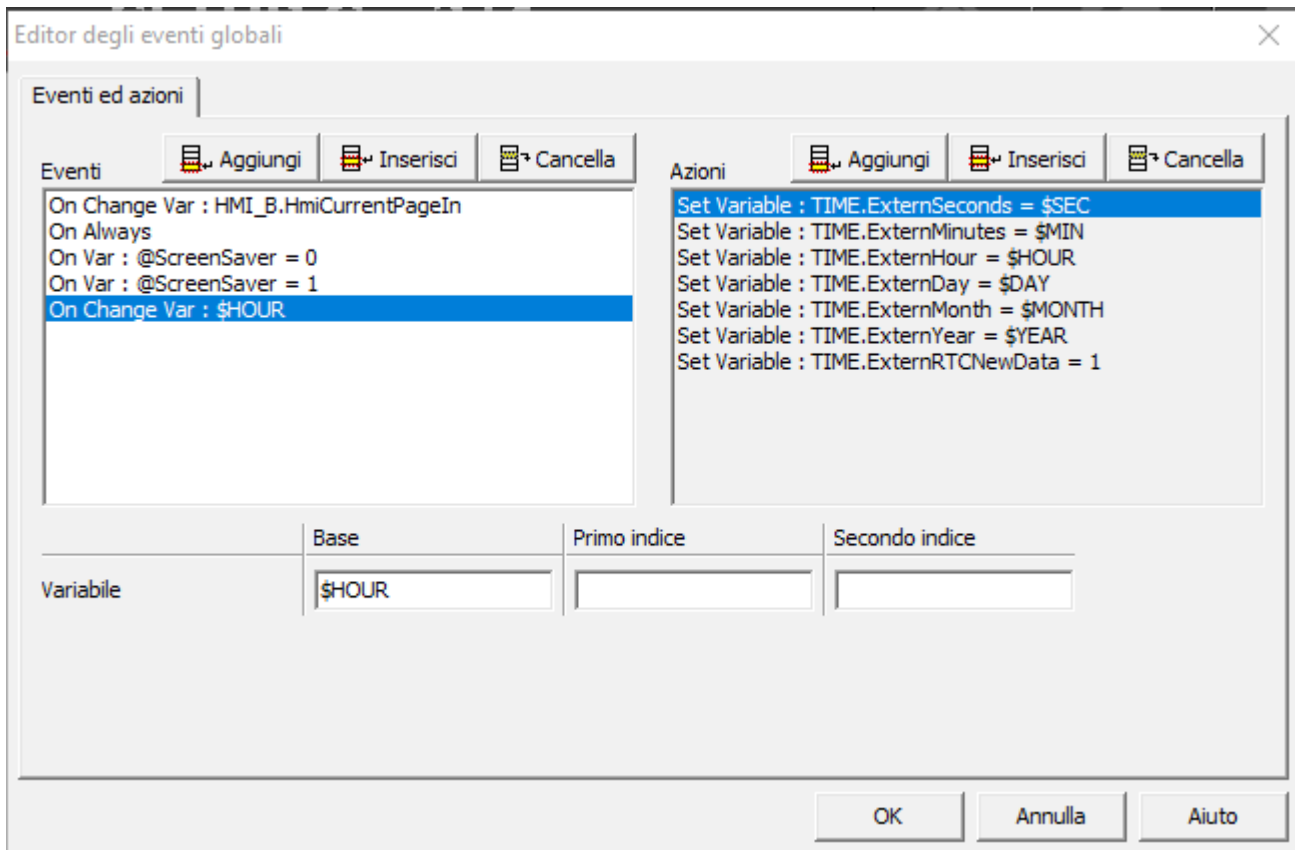 Editor degli eventi globali
Eventi ed azioni
Eventi
Aggiungi
Inserisci
Cancella
On Change Var : HMI_B.HmiCurrentPageIn
On Always
On Var : @ScreenSaver = 0
On Var : @ScreenSaver = 1
On Change Var : $HOUR
Azioni
Aggiungi
Inserisci
Cancella
Set Variable : TIME.ExternSeconds = $SEC
Set Variable : TIME.ExternMinutes = $MIN
Set Variable : TIME.ExternHour = $HOUR
Set Variable : TIME.ExternDay = $DAY
Set Variable : TIME.ExternMonth = $MONTH
Set Variable : TIME.ExternYear = $YEAR
Set Variable : TIME.ExternRTCNewData = 1
Base
Primo indice
Secondo indice
Variabile
$HOUR
OK
Annulla
Aiuto